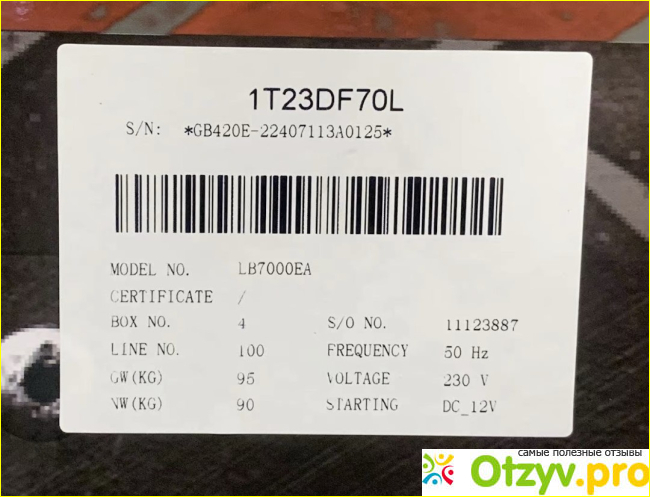 1T23DF70L
S/N: *GB420E-22407113A0125*
MODEL NO. LB7000EA
CERTIFICATE /
BOX NO. 4 S/O NO. 11123887
LINE NO. 100 FREQUENCY 50 Hz
GW(KG) 95 VOLTAGE 230 V
NW(KG) 90 STARTING DC_12V
самые полезные отзывы
Otzyv.pro